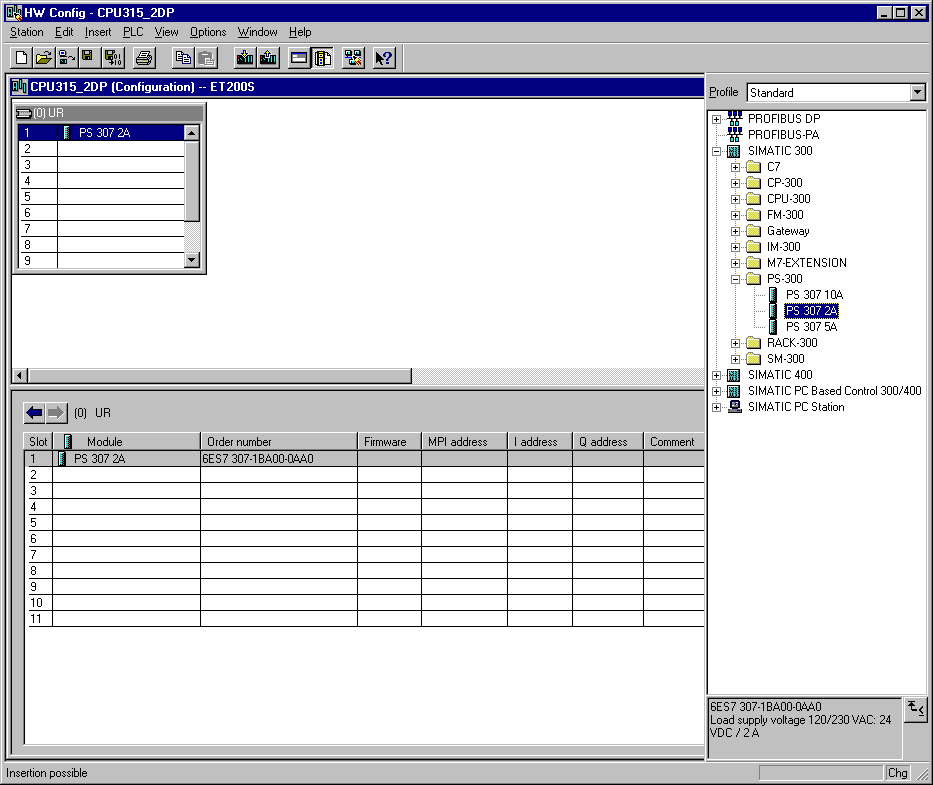 HW Config - CPU315_2DP
Station Edit Insert PLC View Options Window Help
CPU315_2DP (Configuration) -- ET200S
(0) UR
1 PS 307 2A
2
3
4
5
6
7
8
9
(0) UR
Slot Module Order number Firmware MPI address I address Q address Comment
1 PS 307 2A 6ES7 307-1BA00-0AA0
2
3
4
5
6
7
8
9
10
11
Profile Standard
PROFIBUS DP
PROFIBUS-PA
SIMATIC 300
C7
CP-300
CPU-300
FM-300
Gateway
IM-300
M7-EXTENSION
PS-300
PS 307 10A
PS 307 2A
PS 307 5A
RACK-300
SM-300
SIMATIC 400
SIMATIC PC Based Control 300/400
SIMATIC PC Station
6ES7 307-1BA00-0AA0
Load supply voltage 120/230 VAC: 24
VDC / 2 A
Insertion possible
Chg